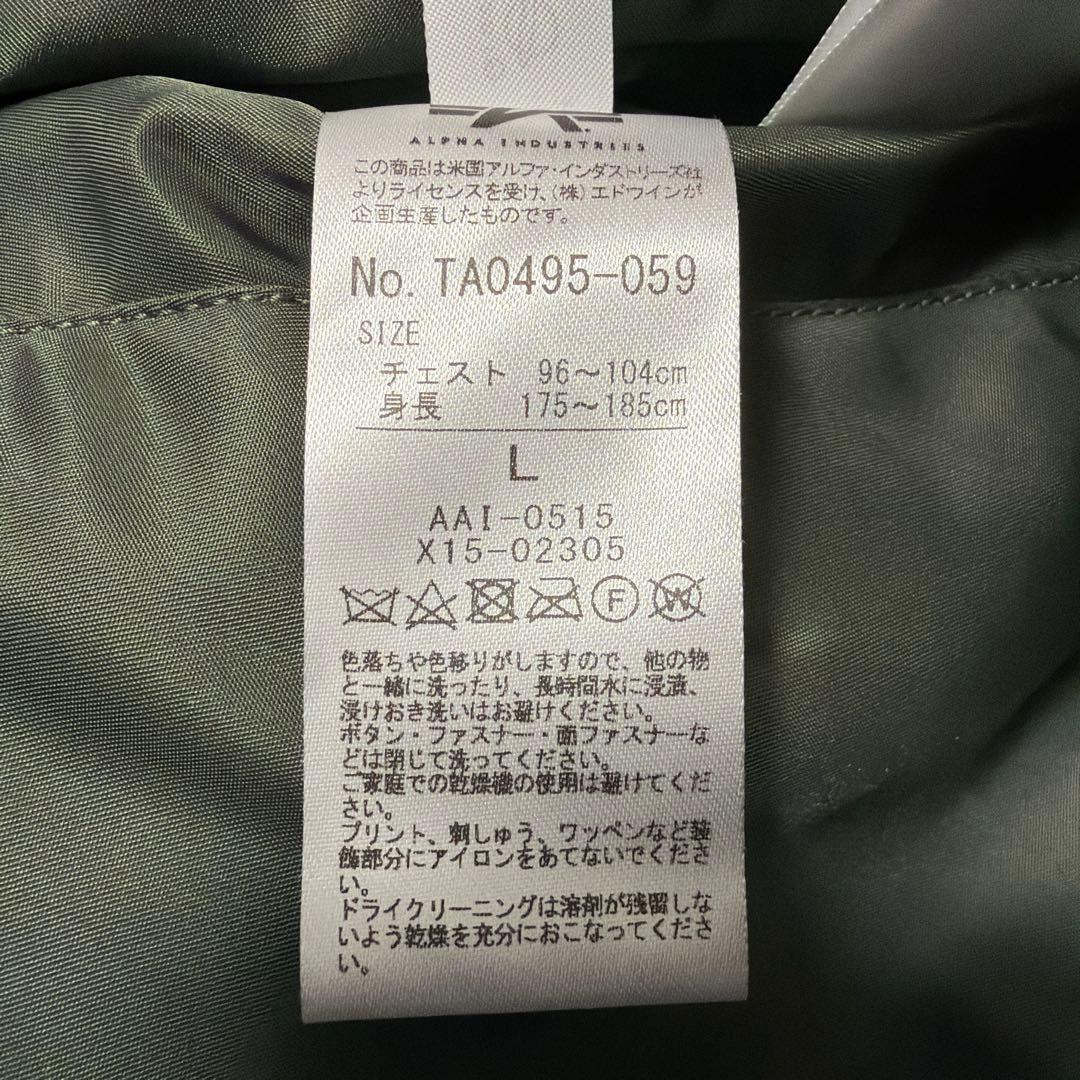 ALPHA INDUSTRIES
この商品は米国アルファ・インダストリーズ社
よりライセンスを受け、(株)エドウインが
企画生産したものです。
No. TA0495-059
SIZE
チェスト 96～104cm
身長 175～185cm
L
AAI-0515
X15-02305
F W
色落ちや色移りがしますので、他の物
と一緒に洗ったり、長時間水に浸漬、
浸けおき洗いはお避けください。
ボタン・ファスナー・面ファスナーな
どは閉じて洗ってください。
ご家庭での乾燥機の使用は避けてくだ
さい。
プリント、刺しゅう、ワッペンなど装
飾部分にアイロンをあてないでくださ
い。
ドライクリーニングは溶剤が残留しな
いよう乾燥を充分におこなってくださ
い。